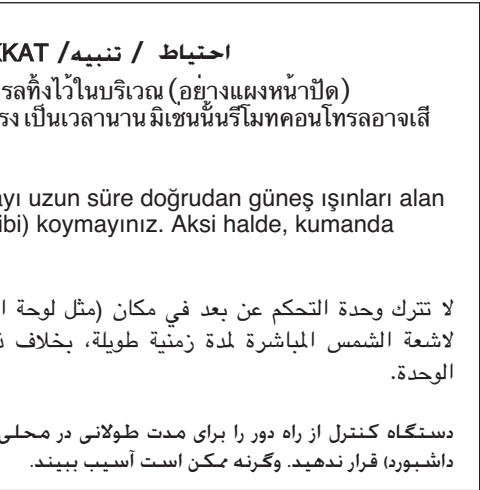 KAT /تنبيه / احتياط
รลทิ้งไว้ในบริเวณ (อย่างแผงหน้าปัด)
รง เป็นเวลานาน มิเช่นนั้นรีโมทคอนโทรลอาจเสี
ayı uzun süre doğrudan güneş ışınları alan
ibi) koymayınız. Aksi halde, kumanda
لا تترك وحدة التحكم عن بعد في مكان (مثل لوحة ا
لاشعة الشمس المباشرة لمدة زمنية طويلة، بخلاف
الوحدة.
دستگاه کنترل از راه دور را برای مدت طولانی در محلی
داشبورد) قرار ندهید. وگرنه ممکن است آسیب ببیند.